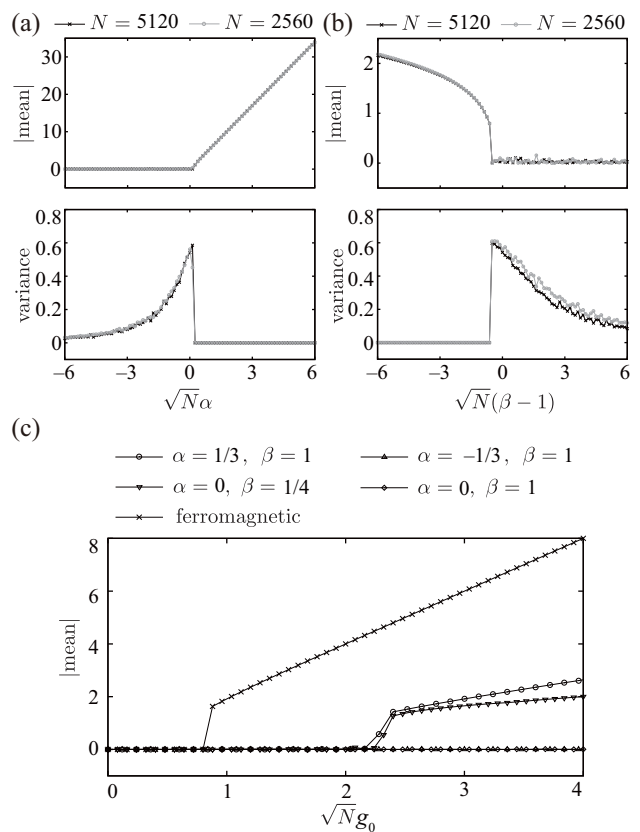 (a) N = 5120 N = 2560
(b) N = 5120 N = 2560
|mean|
30
20
10
0
|mean|
2
1
0
variance
0.8
0.6
0.4
0.2
0
−6 −3 0 3 6
√Nα
variance
0.8
0.6
0.4
0.2
0
−6 −3 0 3 6
√N(β − 1)
(c)
α = 1/3, β = 1
α = −1/3, β = 1
α = 0, β = 1/4
α = 0, β = 1
ferromagnetic
|mean|
8
6
4
2
0
0 1 2 3 4
√Ng₀